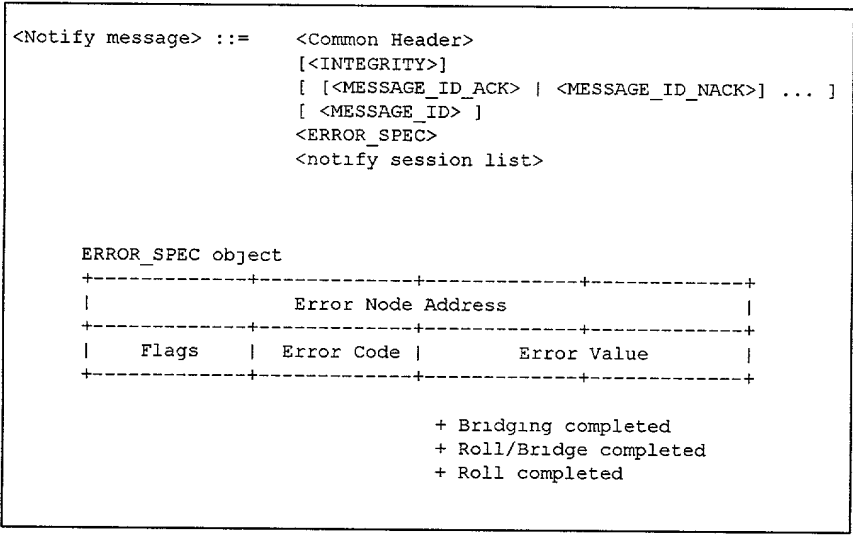 <Notify message> ::= <Common Header>
[<INTEGRITY>]
[ [<MESSAGE_ID_ACK> | <MESSAGE_ID_NACK>] ... ]
[ <MESSAGE_ID> ]
<ERROR_SPEC>
<notify session list>
ERROR_SPEC object
+-------------+-------------+-------------+-------------+
| Error Node Address |
+-------------+-------------+-------------+-------------+
| Flags | Error Code | Error Value |
+-------------+-------------+-------------+-------------+
+ Bridging completed
+ Roll/Bridge completed
+ Roll completed